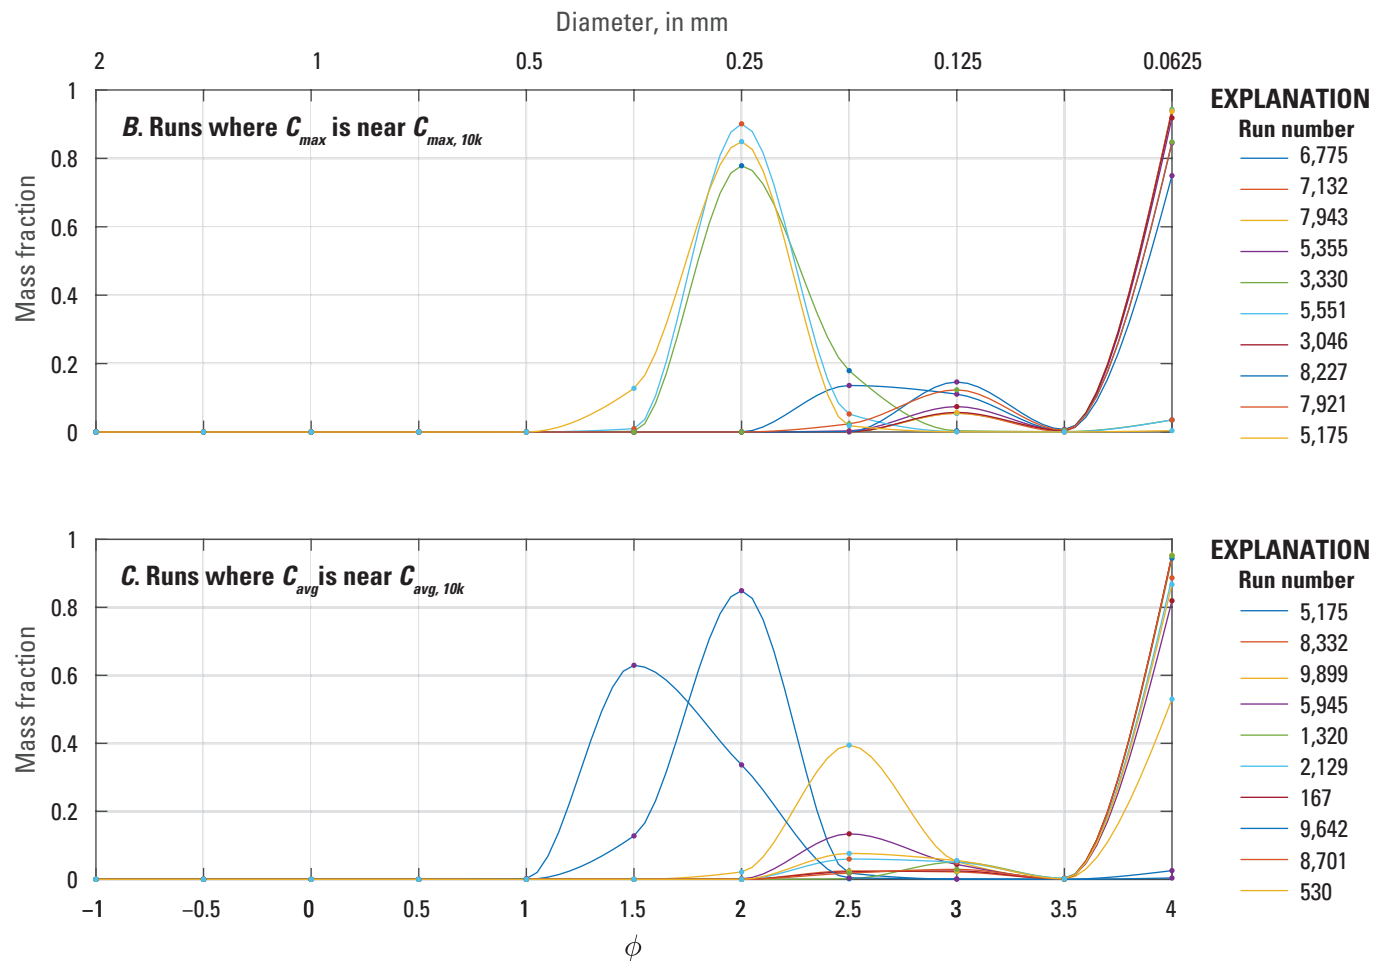 Diameter, in mm
2 1 0.5 0.25 0.125 0.0625
B. Runs where Cmax is near Cmax, 10k
Mass fraction
1
0.8
0.6
0.4
0.2
0
EXPLANATION
Run number
6,775
7,132
7,943
5,355
3,330
5,551
3,046
8,227
7,921
5,175
C. Runs where Cavg is near Cavg, 10k
Mass fraction
1
0.8
0.6
0.4
0.2
0
−1 −0.5 0 0.5 1 1.5 2 2.5 3 3.5 4
ϕ
EXPLANATION
Run number
5,175
8,332
9,899
5,945
1,320
2,129
167
9,642
8,701
530